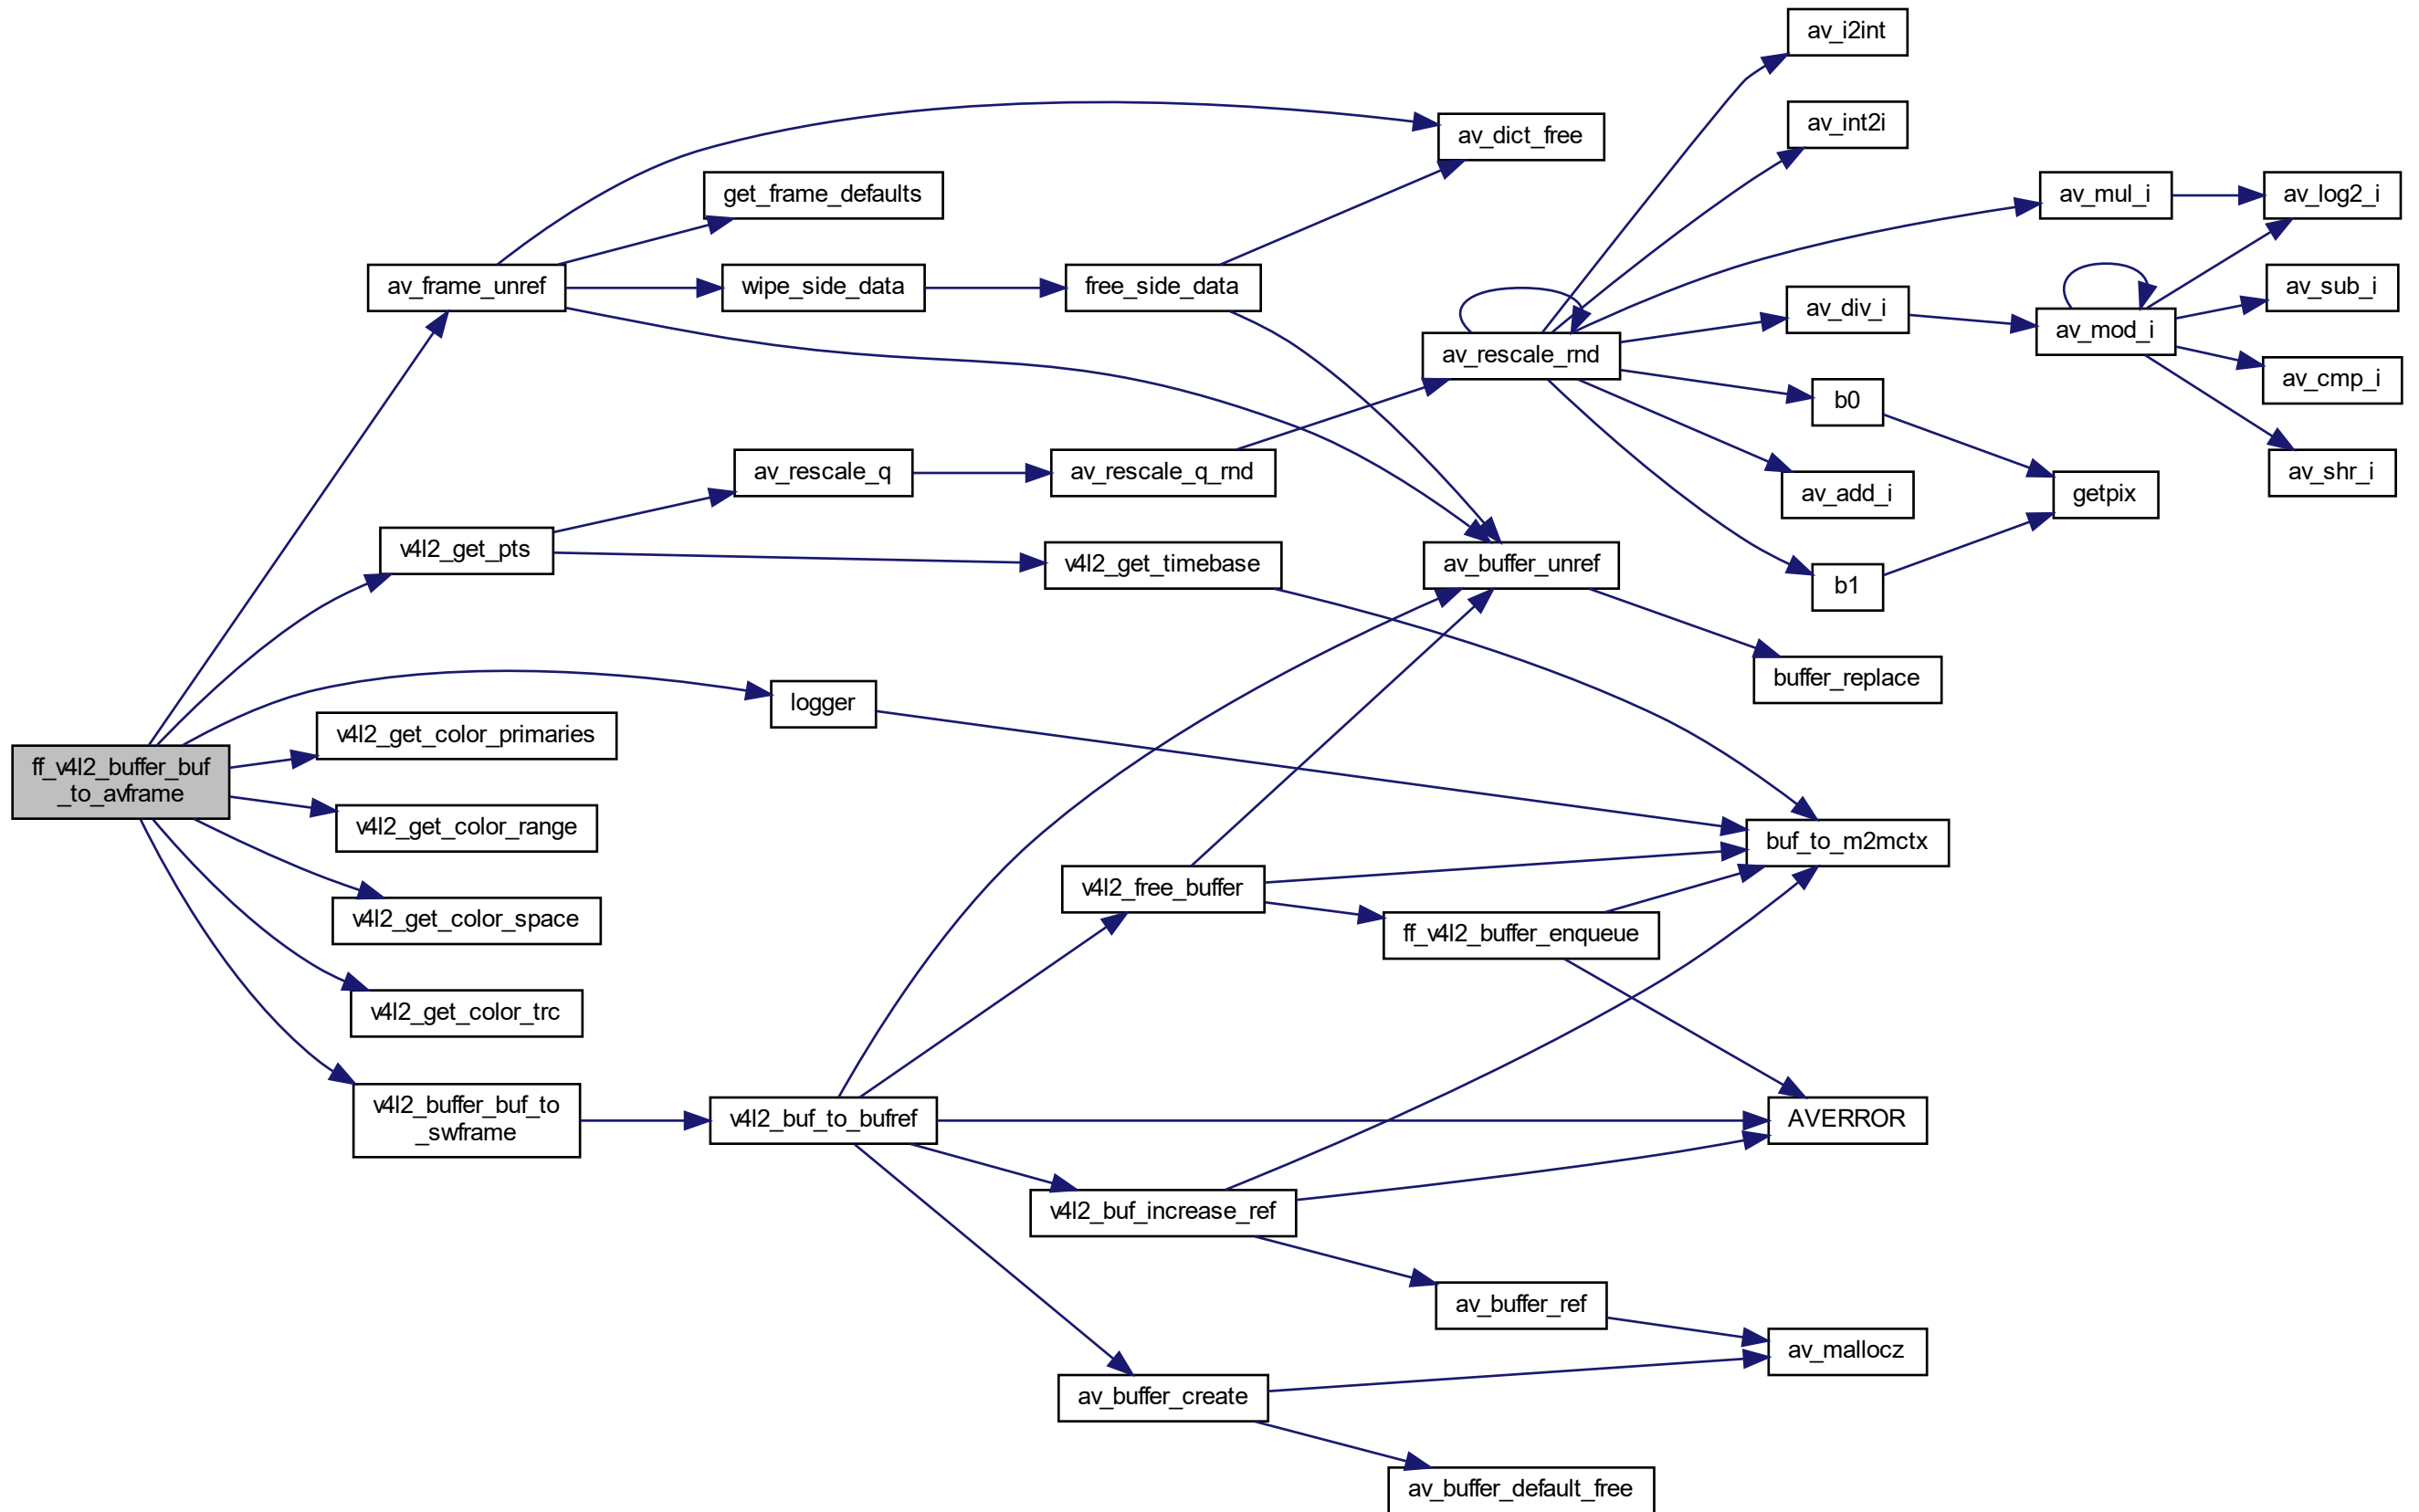 av_i2int
av_int2i
av_dict_free
av_mul_i
av_log2_i
get_frame_defaults
av_frame_unref
wipe_side_data
free_side_data
av_div_i
av_sub_i
av_rescale_rnd
av_mod_i
av_cmp_i
b0
av_rescale_q
av_rescale_q_rnd
av_add_i
getpix
av_shr_i
v4l2_get_pts
v4l2_get_timebase
av_buffer_unref
b1
logger
buffer_replace
v4l2_get_color_primaries
ff_v4l2_buffer_buf
_to_avframe
v4l2_get_color_range
buf_to_m2mctx
v4l2_free_buffer
v4l2_get_color_space
ff_v4l2_buffer_enqueue
v4l2_get_color_trc
v4l2_buffer_buf_to
_swframe
v4l2_buf_to_bufref
AVERROR
v4l2_buf_increase_ref
av_buffer_ref
av_mallocz
av_buffer_create
av_buffer_default_free